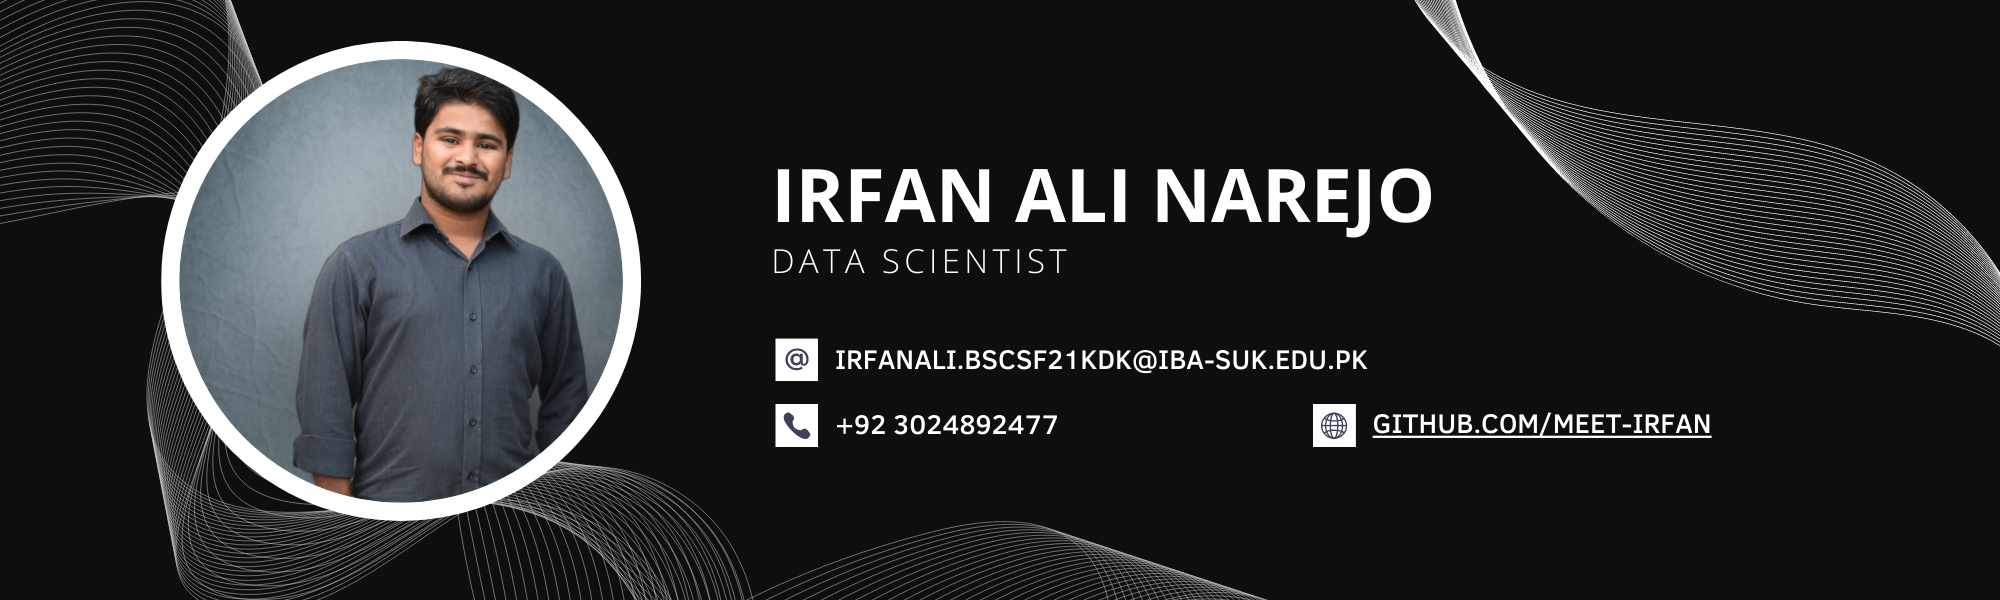 IRFAN ALI NAREJO
DATA SCIENTIST
@ IRFANALI.BSCSF21KDK@IBA-SUK.EDU.PK
+92 3024892477
GITHUB.COM/MEET-IRFAN